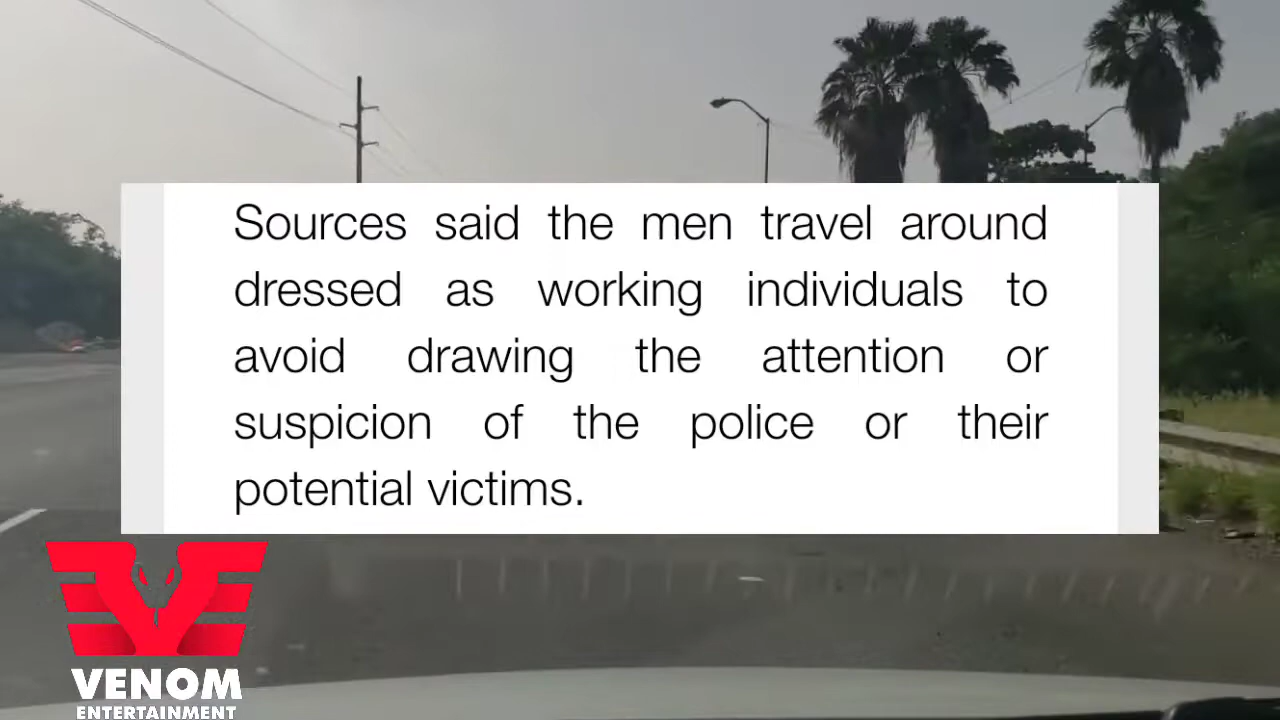 Sources said the men travel around
dressed as working individuals to
avoid drawing the attention or
suspicion of the police or their
potential victims.
VENOM
ENTERTAINMENT